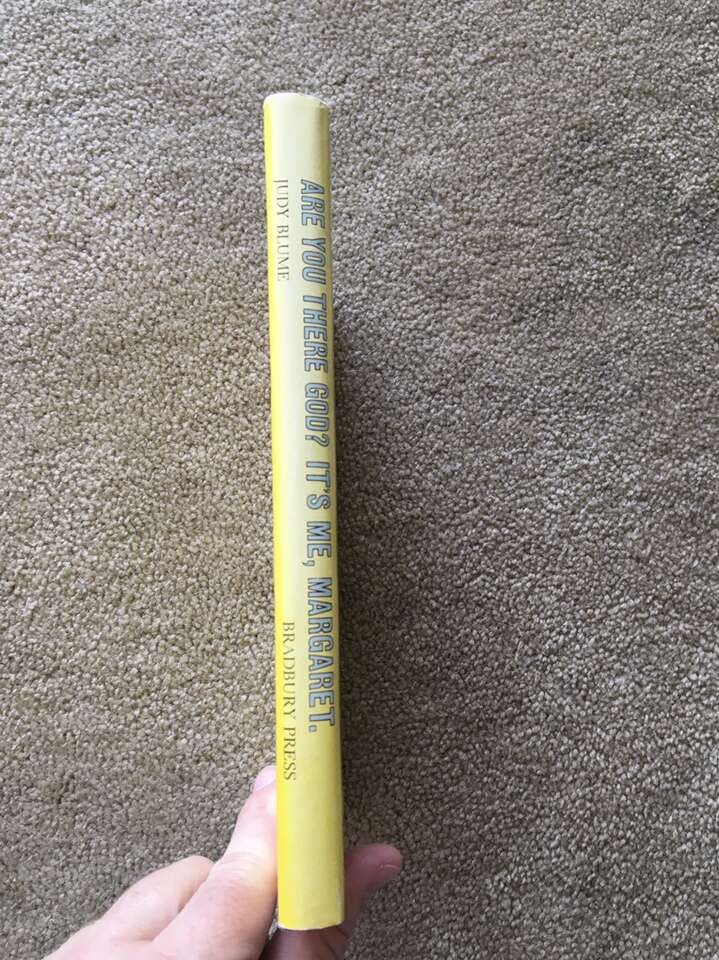 ARE YOU THERE GOD? IT'S ME, MARGARET.
JUDY BLUME
BRADBURY PRESS